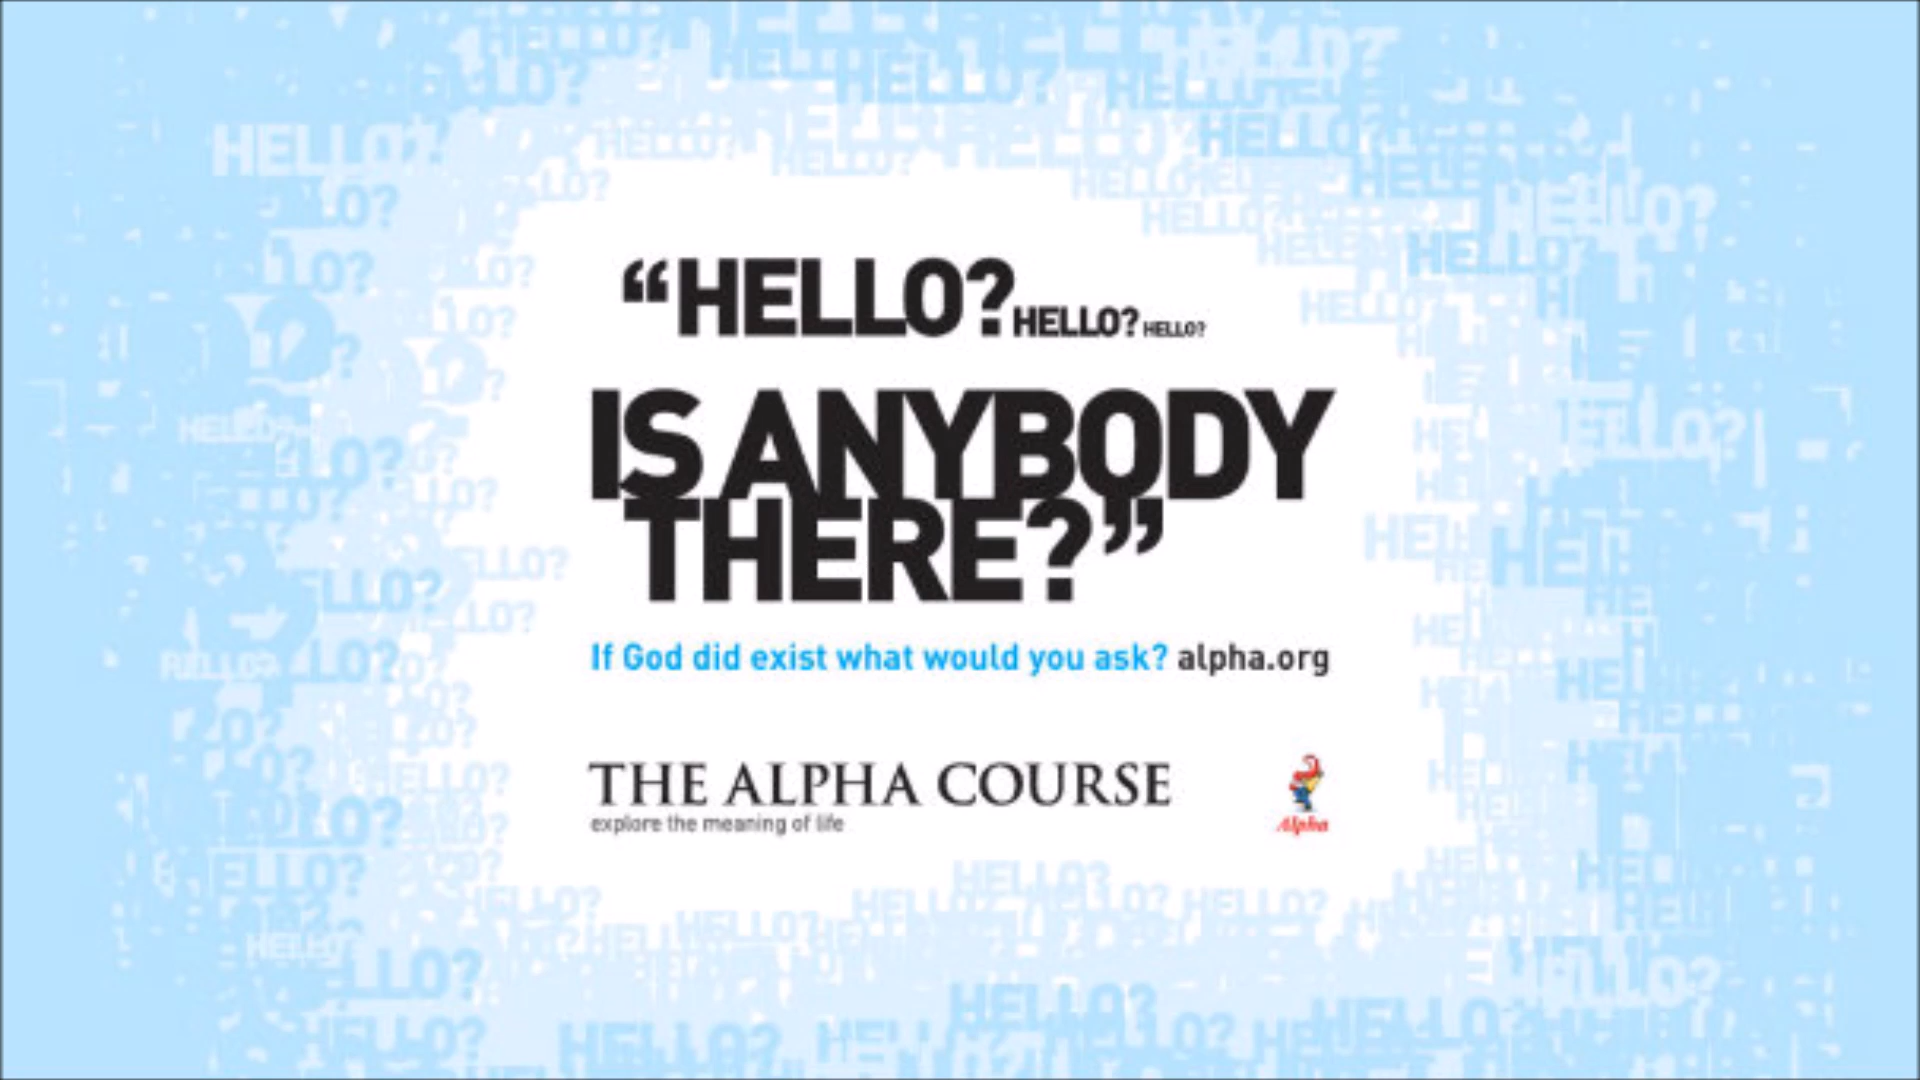 “HELLO? HELLO? HELLO?
IS ANYBODY
THERE?”
If God did exist what would you ask? alpha.org
THE ALPHA COURSE
explore the meaning of life
Alpha